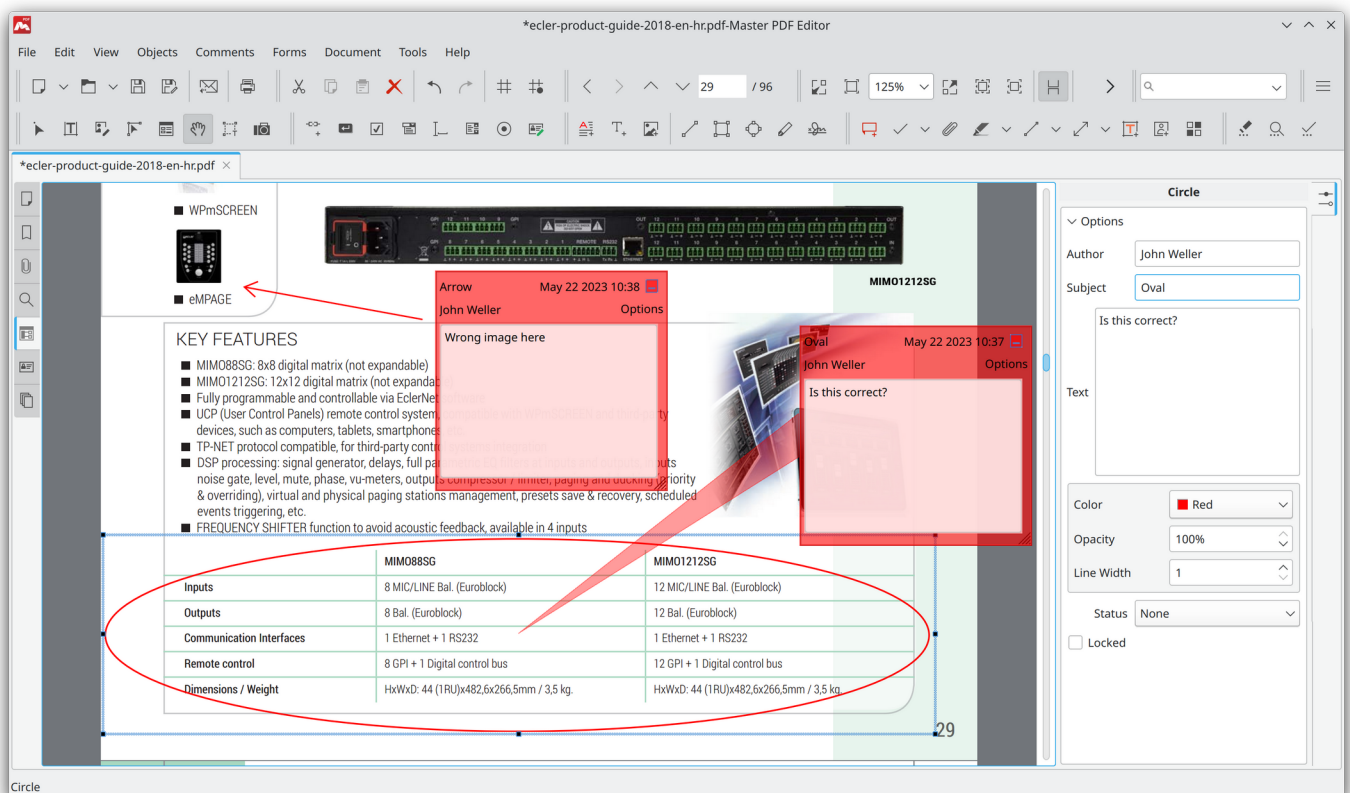 *ecler-product-guide-2018-en-hr.pdf-Master PDF Editor
File Edit View Objects Comments Forms Document Tools Help
29 / 96 125%
*ecler-product-guide-2018-en-hr.pdf
WPmSCREEN
eMPAGE
MIMO1212SG
Arrow May 22 2023 10:38
John Weller Options
Wrong image here
Oval May 22 2023 10:37
John Weller Options
Is this correct?
KEY FEATURES
MIMO88SG: 8x8 digital matrix (not expandable)
MIMO1212SG: 12x12 digital matrix (not expandable)
Fully programmable and controllable via EclerNet
UCP (User Control Panels) remote control system, compatible with WPmSCREEN and third-party
devices, such as computers, tablets, smartphones
TP-NET protocol compatible, for third-party
DSP processing: signal generator, delays, full
noise gate, level, mute, phase, vu-meters, outputs compressor / limiter, paging and ducking (priority
& overriding), virtual and physical paging stations management, presets save & recovery, scheduled
events triggering, etc.
FREQUENCY SHIFTER function to avoid acoustic feedback, available in 4 inputs
MIMO88SG MIMO1212SG
Inputs 8 MIC/LINE Bal. (Euroblock) 12 MIC/LINE Bal. (Euroblock)
Outputs 8 Bal. (Euroblock) 12 Bal. (Euroblock)
Communication Interfaces 1 Ethernet + 1 RS232 1 Ethernet + 1 RS232
Remote control 8 GPI + 1 Digital control bus 12 GPI + 1 Digital control bus
Dimensions / Weight HxWxD: 44 (1RU)x482,6x266,5mm / 3,5 kg. HxWxD: 44 (1RU)x482,6x266,5mm / 3,5 kg.
29
Circle
Options
Author John Weller
Subject Oval
Text Is this correct?
Color Red
Opacity 100%
Line Width 1
Status None
Locked
Circle